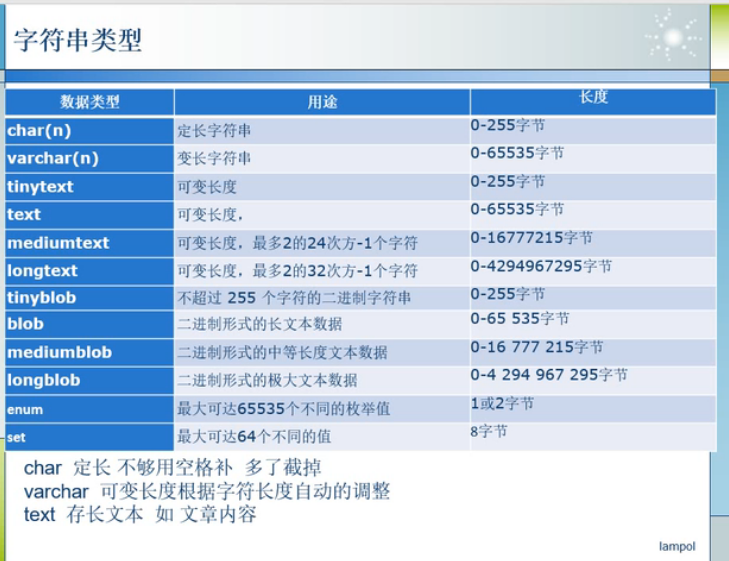 字符串类型
数据类型 用途 长度
char(n) 定长字符串 0-255字节
varchar(n) 变长字符串 0-65535字节
tinytext 可变长度 0-255字节
text 可变长度， 0-65535字节
mediumtext 可变长度，最多2的24次方-1个字符 0-16777215字节
longtext 可变长度，最多2的32次方-1个字符 0-4294967295字节
tinyblob 不超过 255 个字符的二进制字符串 0-255字节
blob 二进制形式的长文本数据 0-65 535字节
mediumblob 二进制形式的中等长度文本数据 0-16 777 215字节
longblob 二进制形式的极大文本数据 0-4 294 967 295字节
enum 最大可达65535个不同的枚举值 1或2字节
set 最大可达64个不同的值 8字节
char 定长 不够用空格补 多了截掉
varchar 可变长度根据字符长度自动的调整
text 存长文本 如 文章内容
lampol